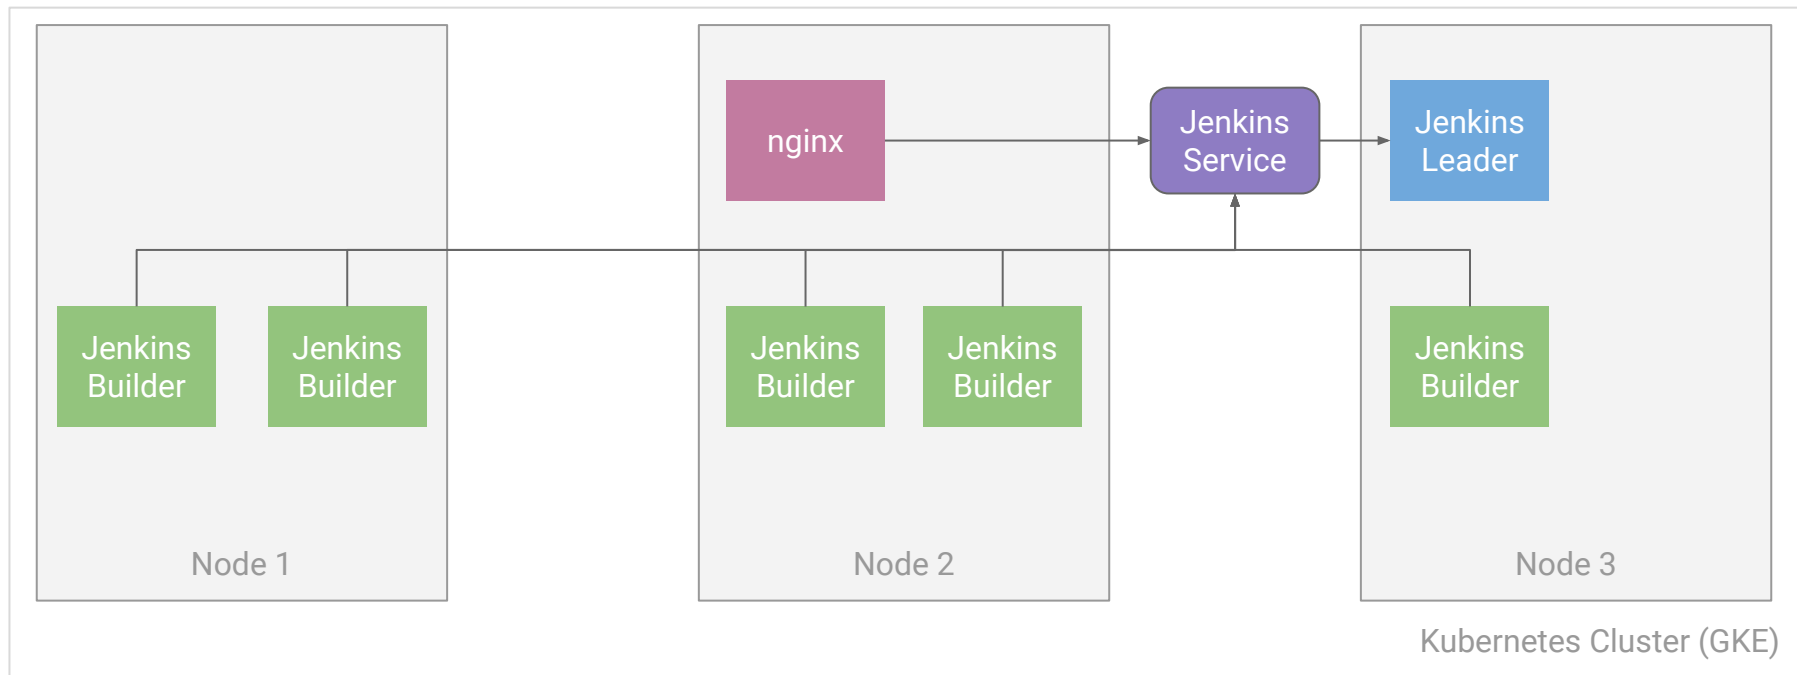 nginx
Jenkins
Service
Jenkins
Leader
Jenkins
Builder
Jenkins
Builder
Jenkins
Builder
Jenkins
Builder
Jenkins
Builder
Node 1
Node 2
Node 3
Kubernetes Cluster (GKE)